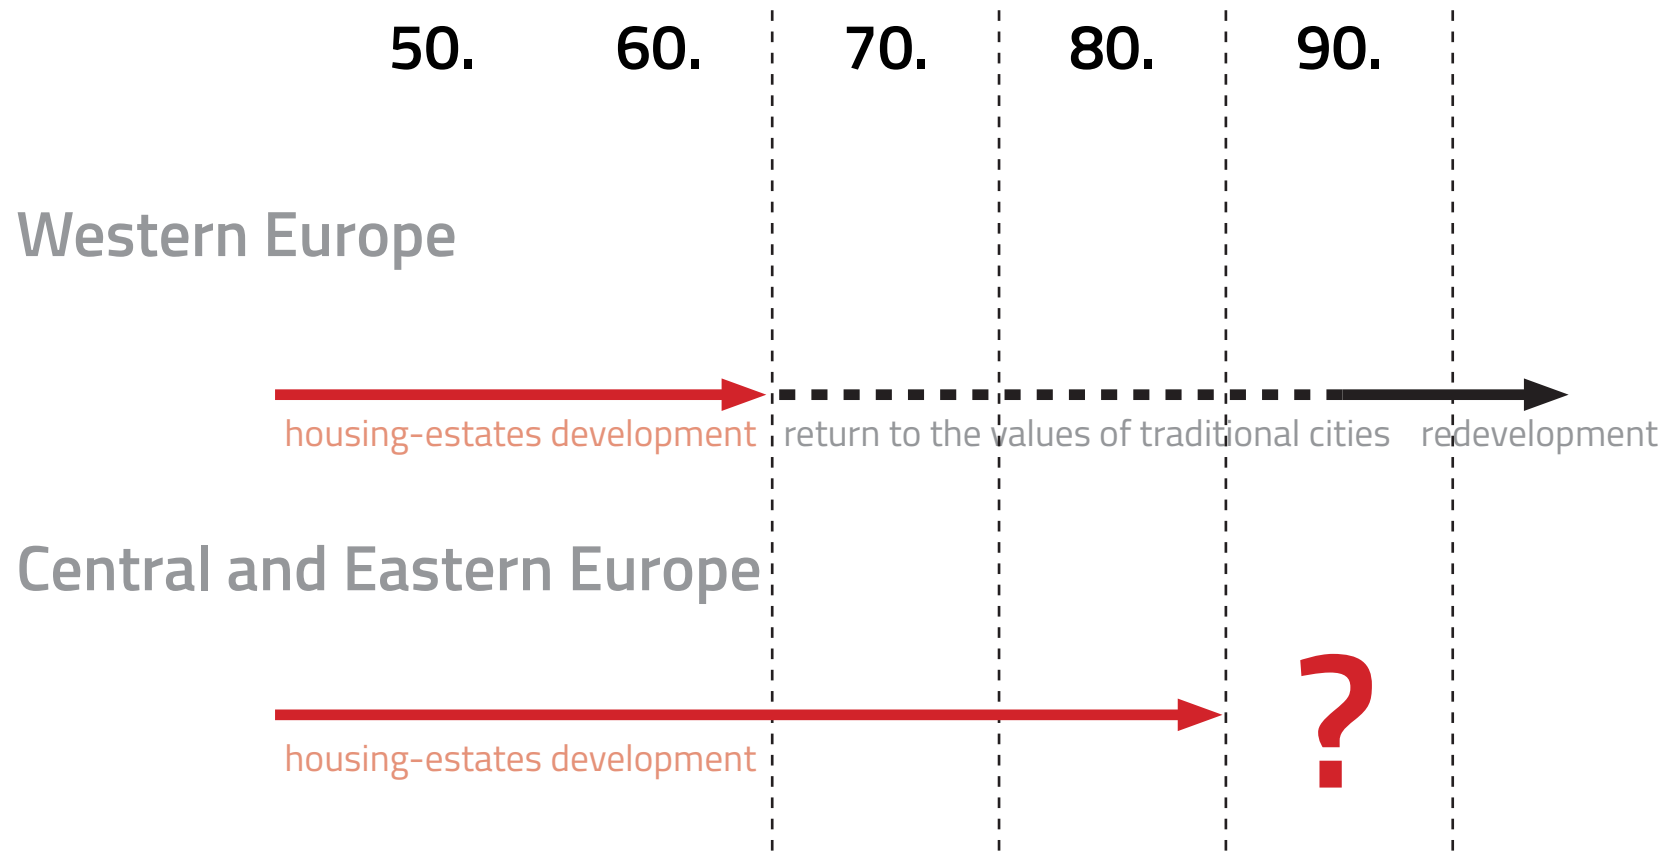 50. 60. 70. 80. 90.
Western Europe
housing-estates development return to the values of traditional cities redevelopment
Central and Eastern Europe
?
housing-estates development